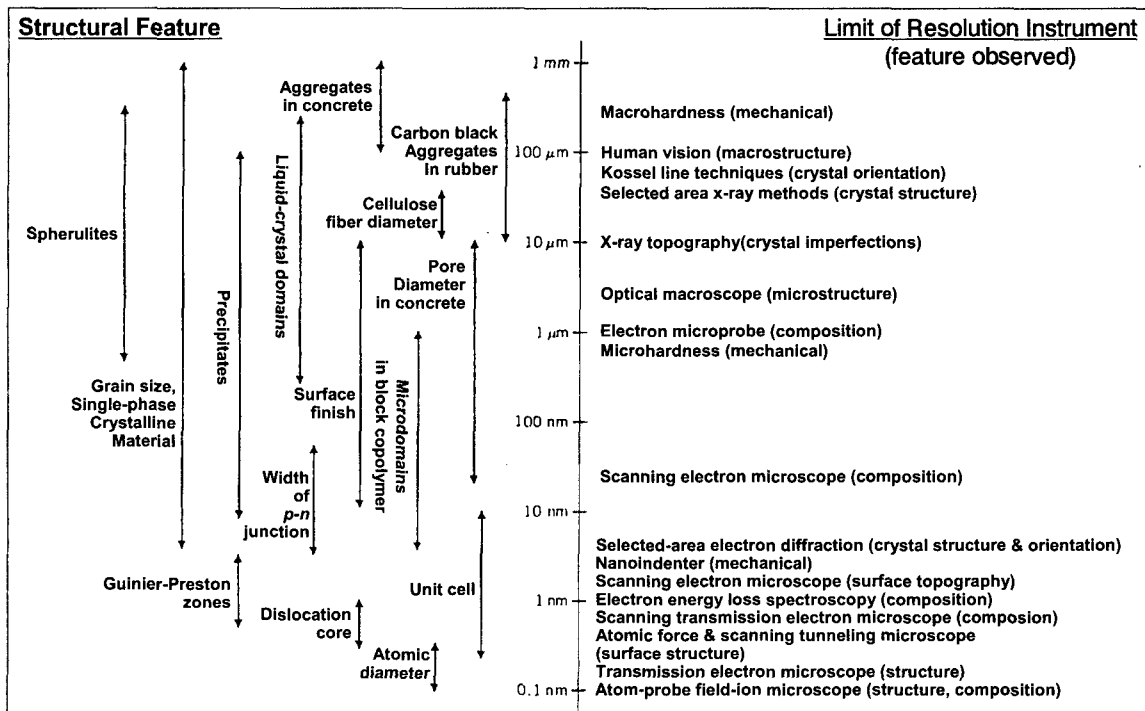 Structural Feature
Limit of Resolution Instrument
(feature observed)
Aggregates
in concrete
Carbon black
Aggregates
In rubber
Liquid-crystal domains
Cellulose
fiber diameter
Spherulites
Precipitates
Pore
Diameter
in concrete
Grain size,
Single-phase
Crystalline
Material
Surface
finish
Microdomains
in block copolymer
Width
of
p-n
junction
Guinier-Preston
zones
Dislocation
core
Unit cell
Atomic
diameter
1 mm
100 μm
10 μm
1 μm
100 nm
10 nm
1 nm
0.1 nm
Macrohardness (mechanical)
Human vision (macrostructure)
Kossel line techniques (crystal orientation)
Selected area x-ray methods (crystal structure)
X-ray topography(crystal imperfections)
Optical macroscope (microstructure)
Electron microprobe (composition)
Microhardness (mechanical)
Scanning electron microscope (composition)
Selected-area electron diffraction (crystal structure & orientation)
Nanoindenter (mechanical)
Scanning electron microscope (surface topography)
Electron energy loss spectroscopy (composition)
Scanning transmission electron microscope (composion)
Atomic force & scanning tunneling microscope
(surface structure)
Transmission electron microscope (structure)
Atom-probe field-ion microscope (structure, composition)